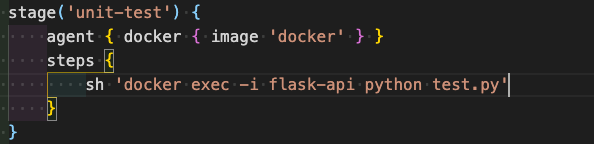 stage('unit-test') {
    agent { docker { image 'docker' } }
    steps {
        sh 'docker exec -i flask-api python test.py'
    }
}